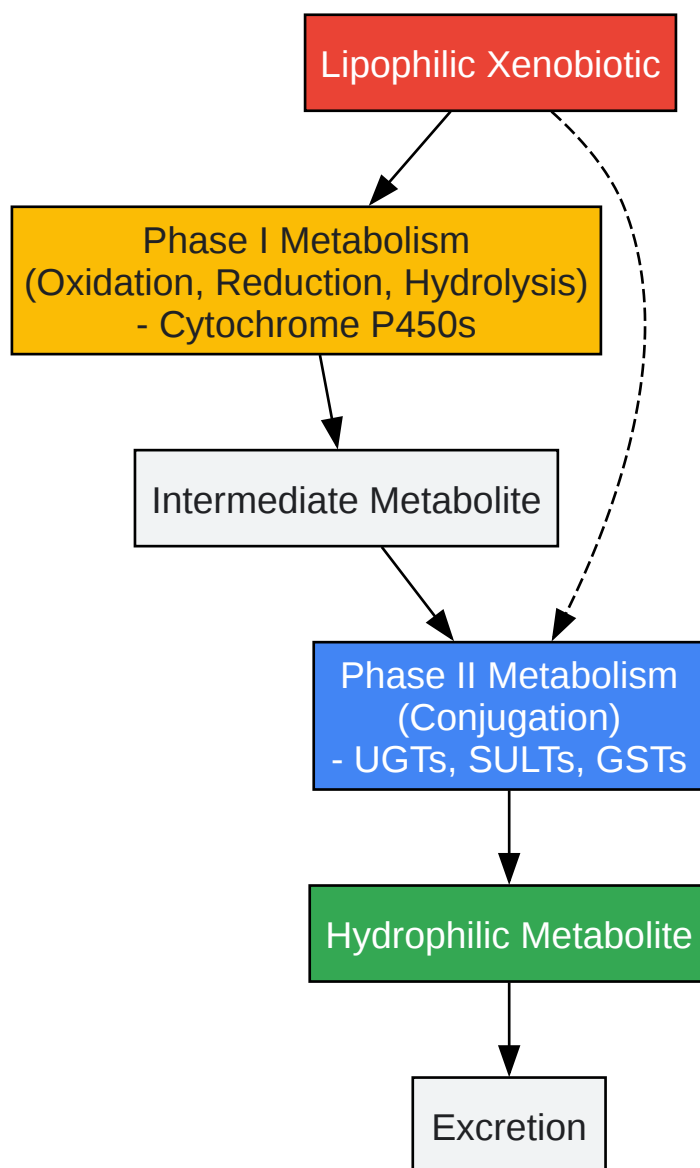 Lipophilic Xenobiotic
Phase I Metabolism
(Oxidation, Reduction, Hydrolysis)
- Cytochrome P450s
Intermediate Metabolite
Phase II Metabolism
(Conjugation)
- UGTs, SULTs, GSTs
Hydrophilic Metabolite
Excretion